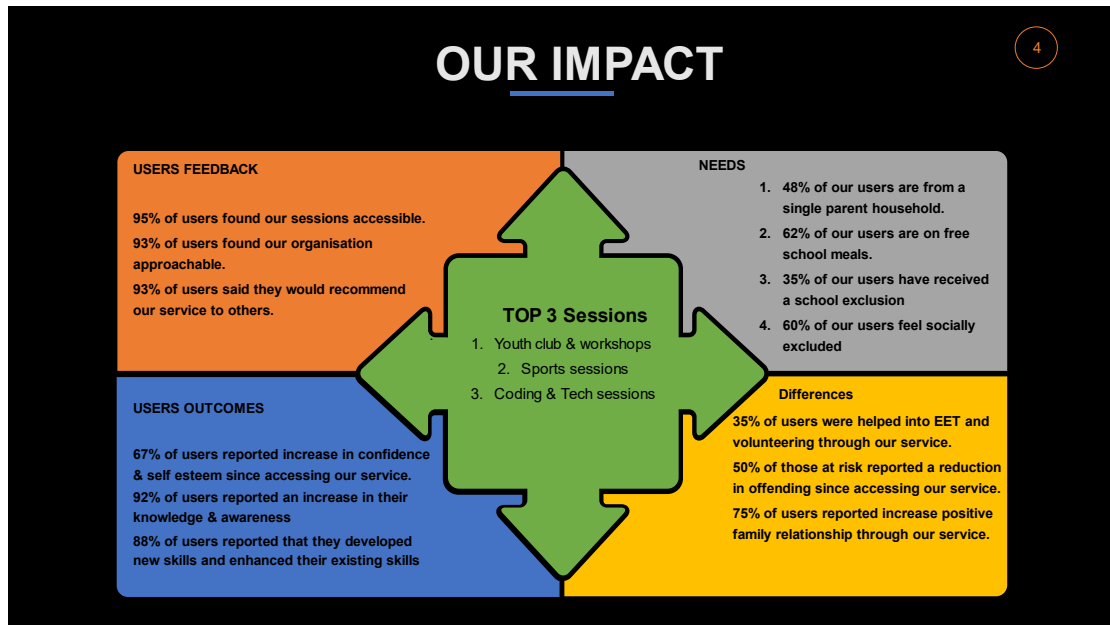 4
OUR IMPACT
USERS FEEDBACK
95% of users found our sessions accessible.
93% of users found our organisation
approachable.
93% of users said they would recommend
our service to others.
NEEDS
1. 48% of our users are from a
single parent household.
2. 62% of our users are on free
school meals.
3. 35% of our users have received
a school exclusion
4. 60% of our users feel socially
excluded
TOP 3 Sessions
1. Youth club & workshops
2. Sports sessions
3. Coding & Tech sessions
USERS OUTCOMES
67% of users reported increase in confidence
& self esteem since accessing our service.
92% of users reported an increase in their
knowledge & awareness
88% of users reported that they developed
new skills and enhanced their existing skills
Differences
35% of users were helped into EET and
volunteering through our service.
50% of those at risk reported a reduction
in offending since accessing our service.
75% of users reported increase positive
family relationship through our service.